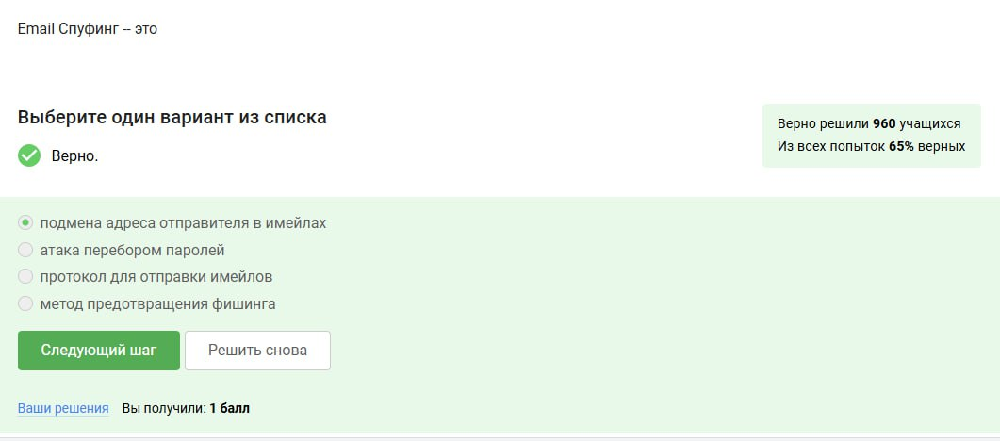 Email Спуфинг -- это
Выберите один вариант из списка
Верно.
Верно решили 960 учащихся
Из всех попыток 65% верных
подмена адреса отправителя в имейлах
атака перебором паролей
протокол для отправки имейлов
метод предотвращения фишинга
Следующий шаг
Решить снова
Ваши решения
Вы получили: 1 балл